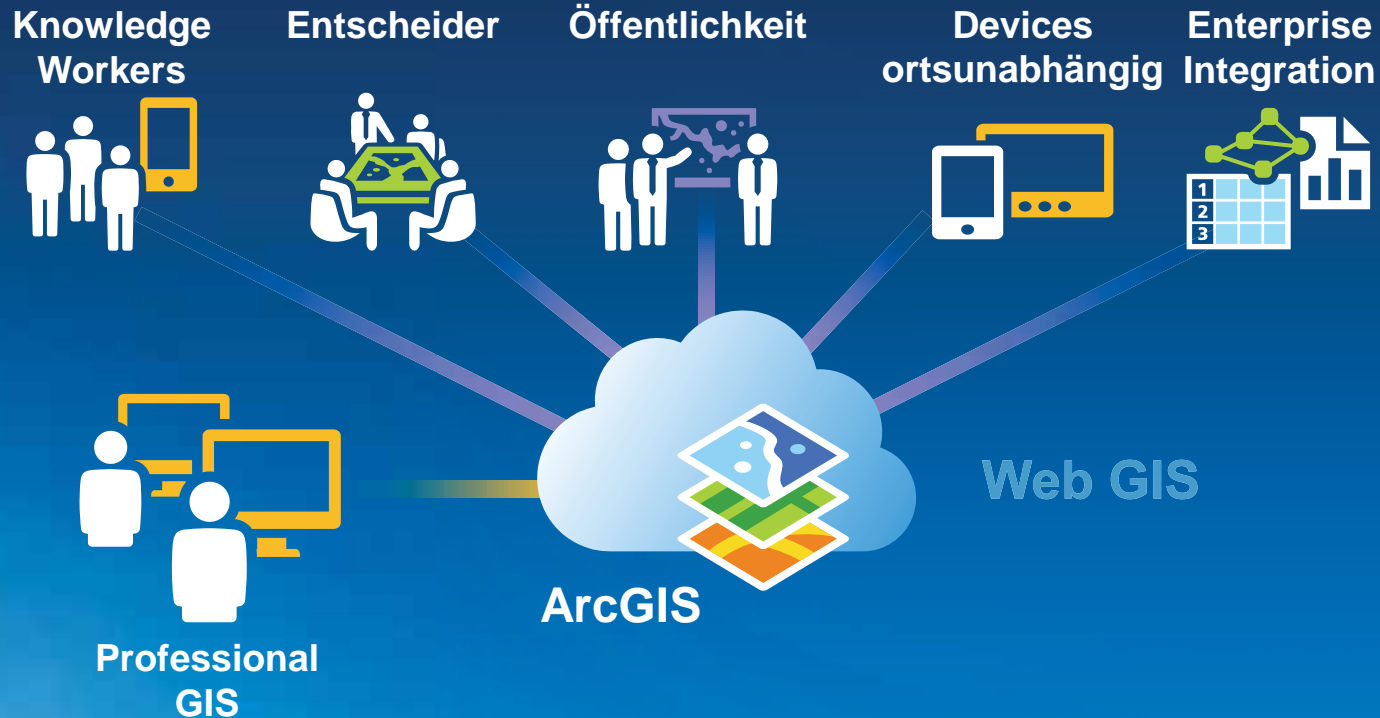 Knowledge
Workers
Entscheider
Öffentlichkeit
Devices
ortsunabhängig
Enterprise
Integration
1
2
3
Web GIS
ArcGIS
Professional
GIS